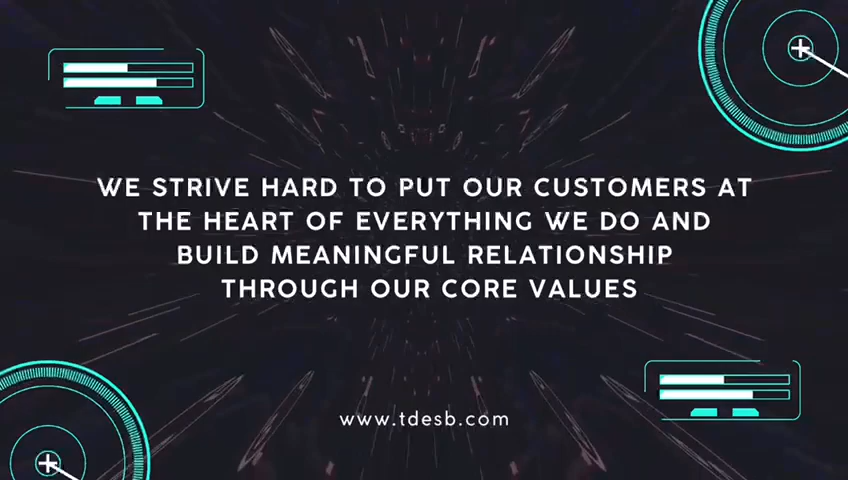 WE STRIVE HARD TO PUT OUR CUSTOMERS AT
THE HEART OF EVERYTHING WE DO AND
BUILD MEANINGFUL RELATIONSHIP
THROUGH OUR CORE VALUES
www.tdesb.com